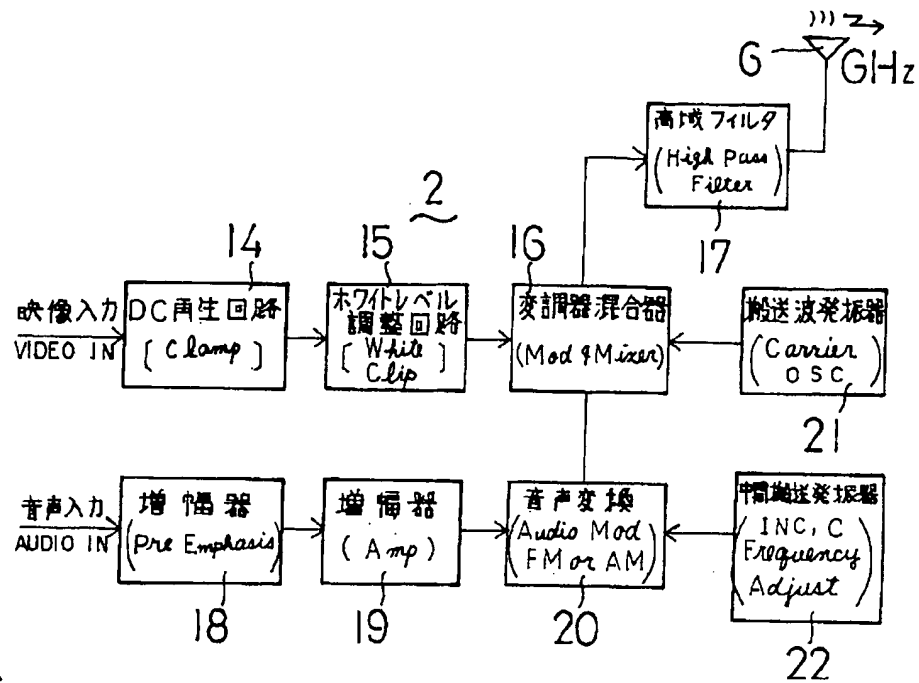 6
GHz
高域フィルタ
(High Pass
Filter)
17
2
14
15
16
映像入力
VIDEO IN
DC再生回路
[Clamp]
ホワイトレベル
調整回路
[White
Clip]
変調器混合器
(Mod & Mixer)
搬送波発振器
(Carrier
OSC)
21
音声入力
AUDIO IN
増幅器
(Pre Emphasis)
18
増幅器
(Amp)
19
音声変換
(Audio Mod
FM or AM)
20
中間搬送発振器
(INC, C
Frequency
Adjust)
22